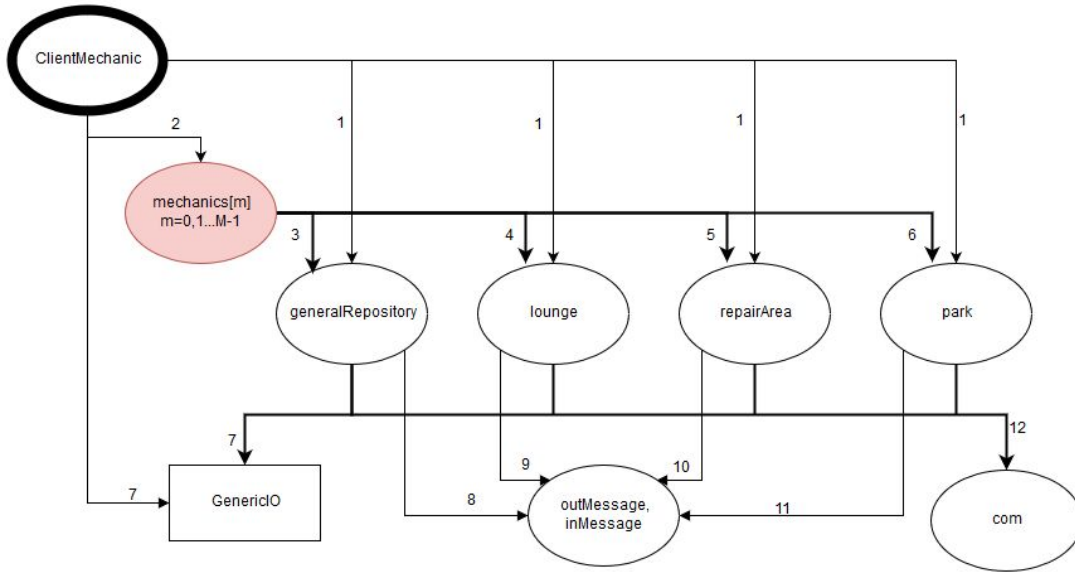 ClientMechanic
2
1
1
1
1
mechanics[m]
m=0,1...M-1
3
4
5
6
generalRepository
lounge
repairArea
park
7
12
9
10
7
GenericIO
8
outMessage,
inMessage
11
com